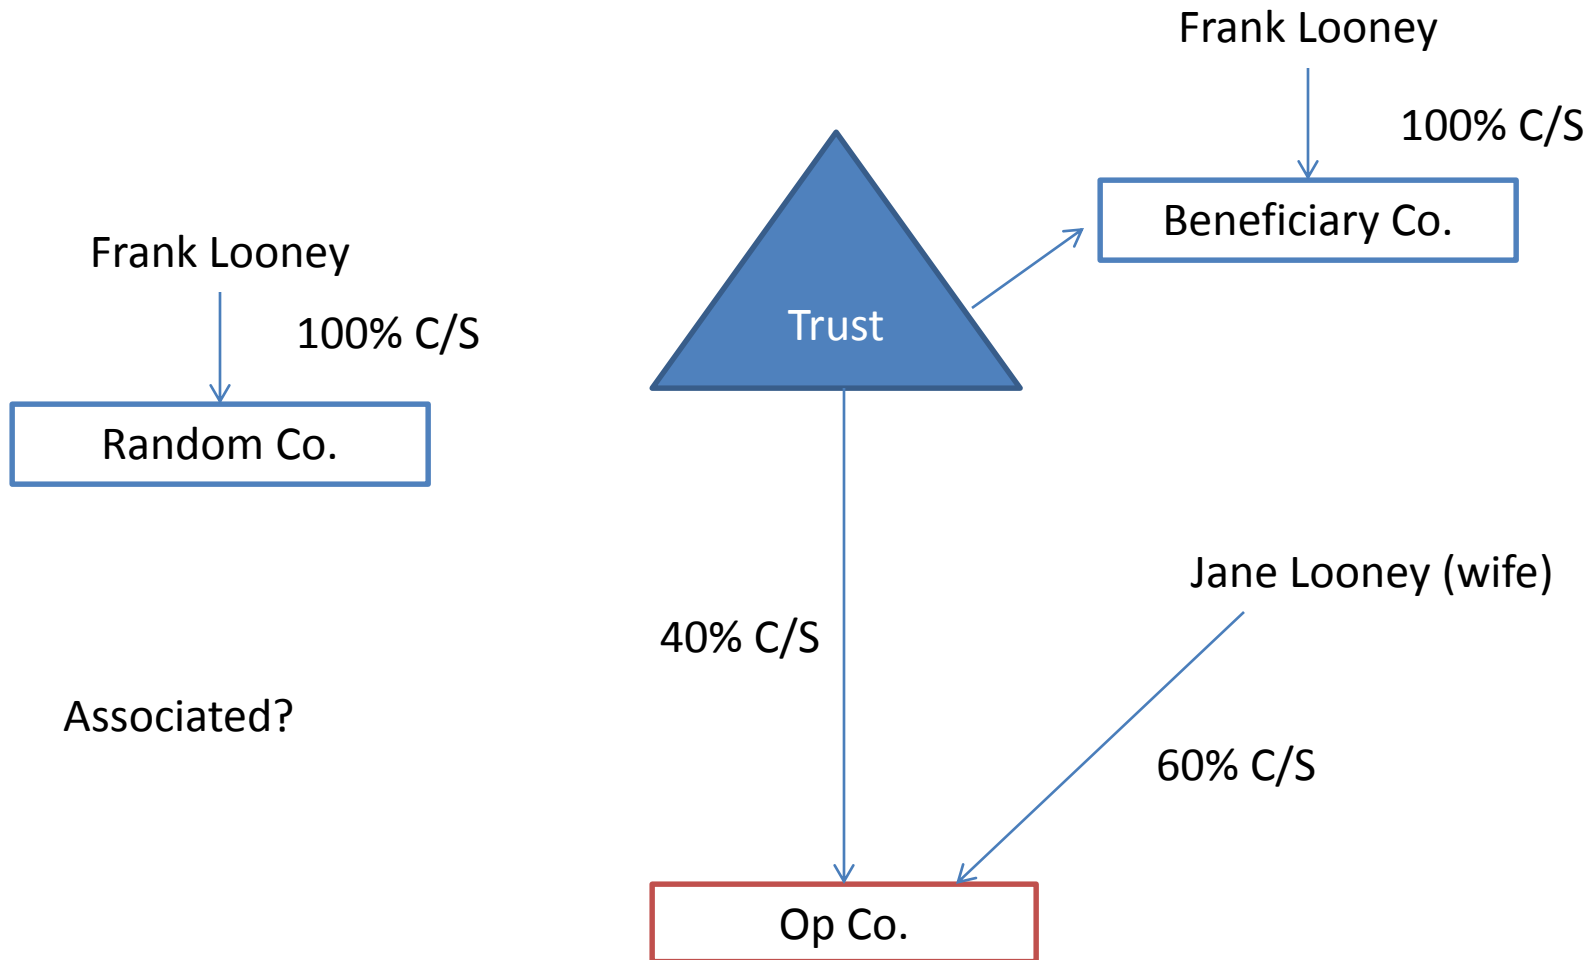 Frank Looney
100% C/S
Beneficiary Co.
Frank Looney
100% C/S
Random Co.
Trust
Jane Looney (wife)
40% C/S
60% C/S
Associated?
Op Co.